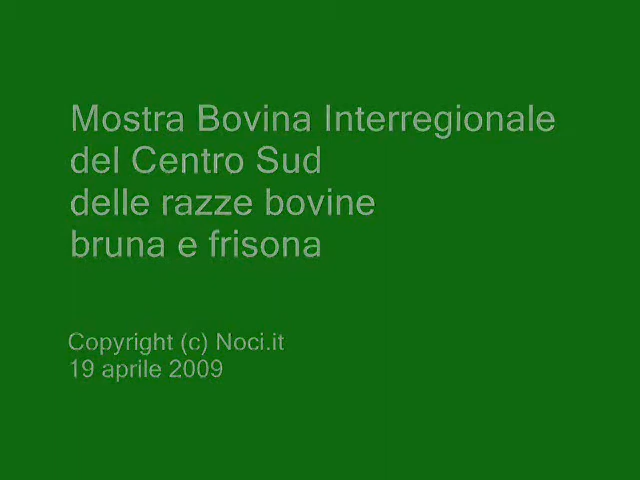 Mostra Bovina Interregionale
del Centro Sud
delle razze bovine
bruna e frisona
Copyright (c) Noci.it
19 aprile 2009